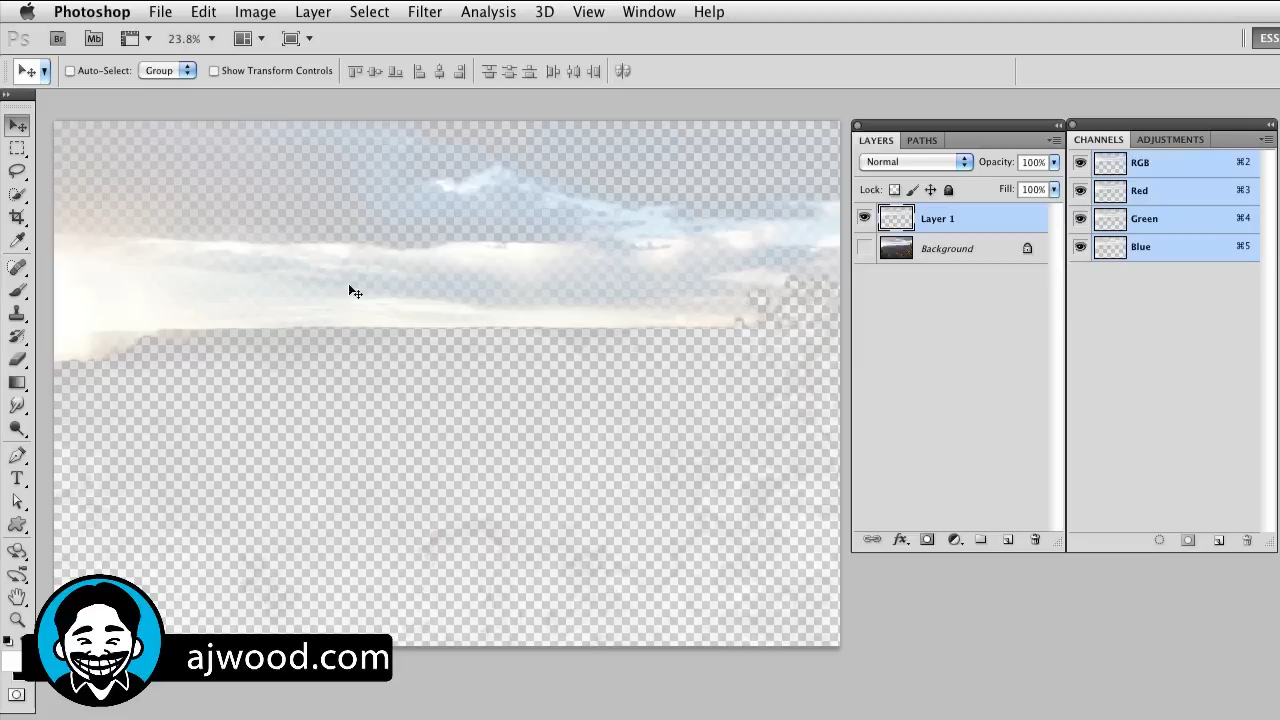 Photoshop File Edit Image Layer Select Filter Analysis 3D View Window Help
Ps Br Mb 23.8% ESS
Auto-Select: Group Show Transform Controls
LAYERS PATHS
Normal Opacity: 100%
Lock: Fill: 100%
Layer 1
Background
fx
CHANNELS ADJUSTMENTS
RGB ⌘2
Red ⌘3
Green ⌘4
Blue ⌘5
T
ajwood.com